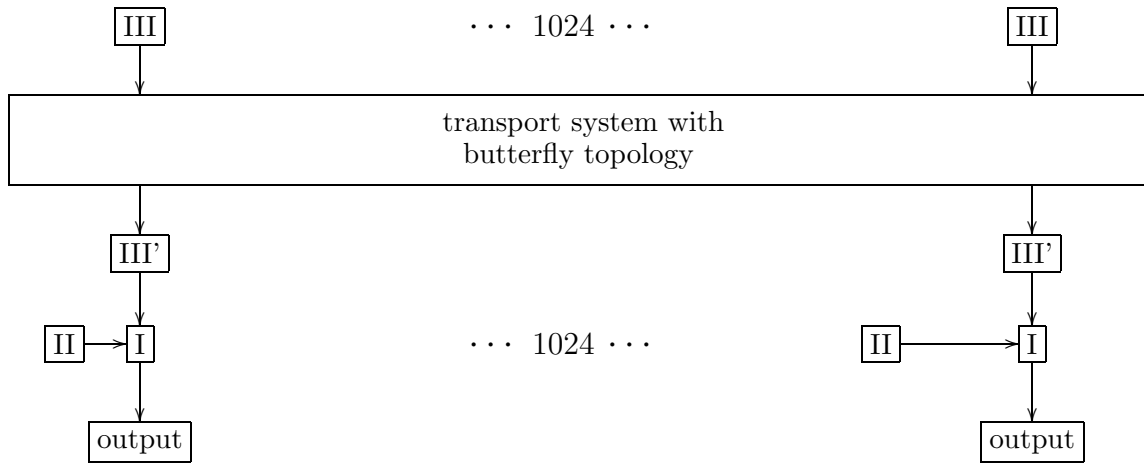 III ··· 1024 ··· III
transport system with
butterfly topology
III' III'
II I ··· 1024 ··· II I
output output